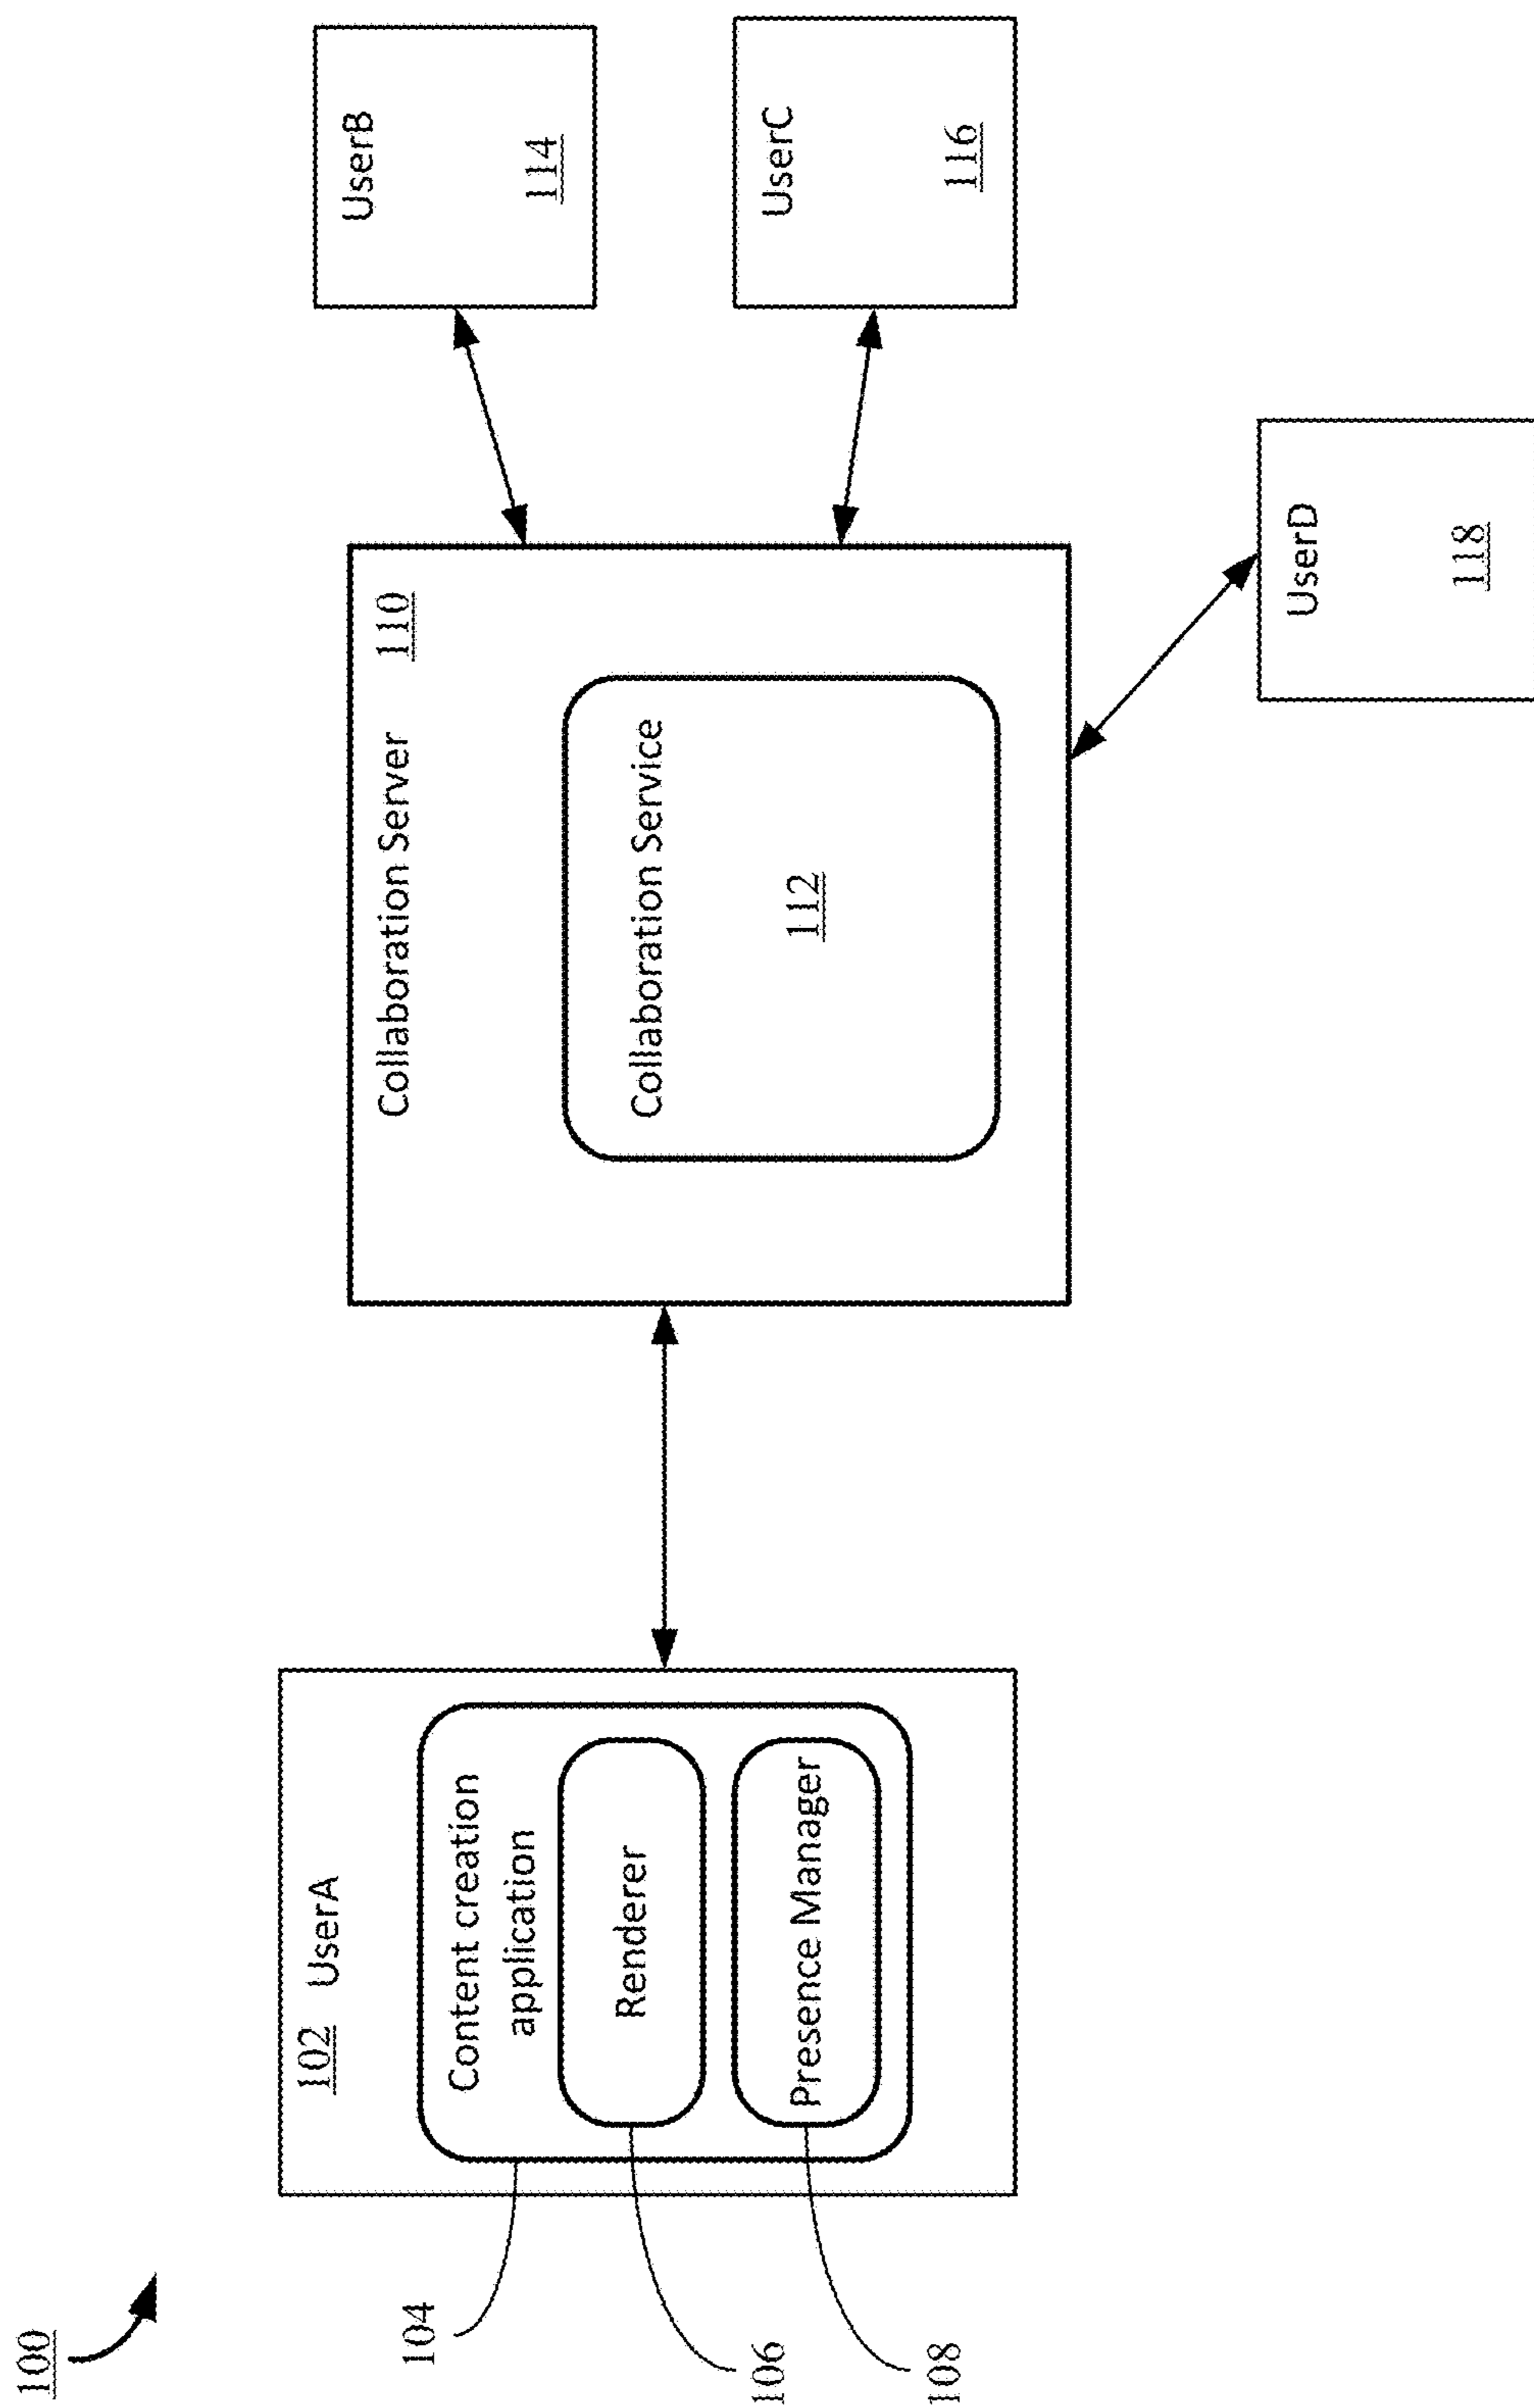 100
102 UserA
Content creation
application
Renderer
Presence Manager
104
106
108
Collaboration Server 110
Collaboration Service
112
UserB
114
UserC
116
UserD
118